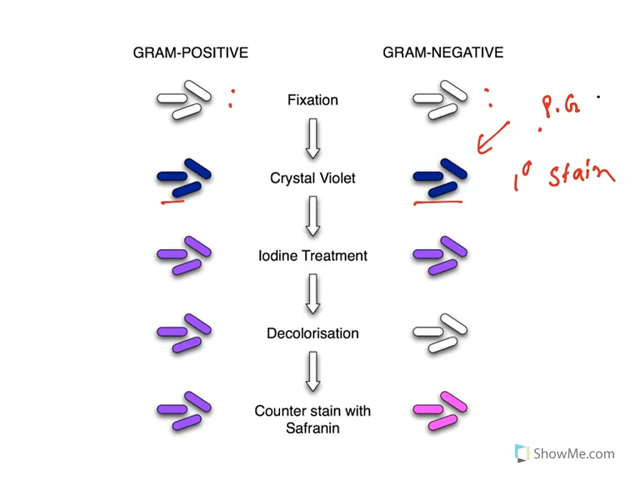 GRAM-POSITIVE
GRAM-NEGATIVE
Fixation
P.G
Crystal Violet
1° Stain
Iodine Treatment
Decolorisation
Counter stain with
Safranin
ShowMe.com